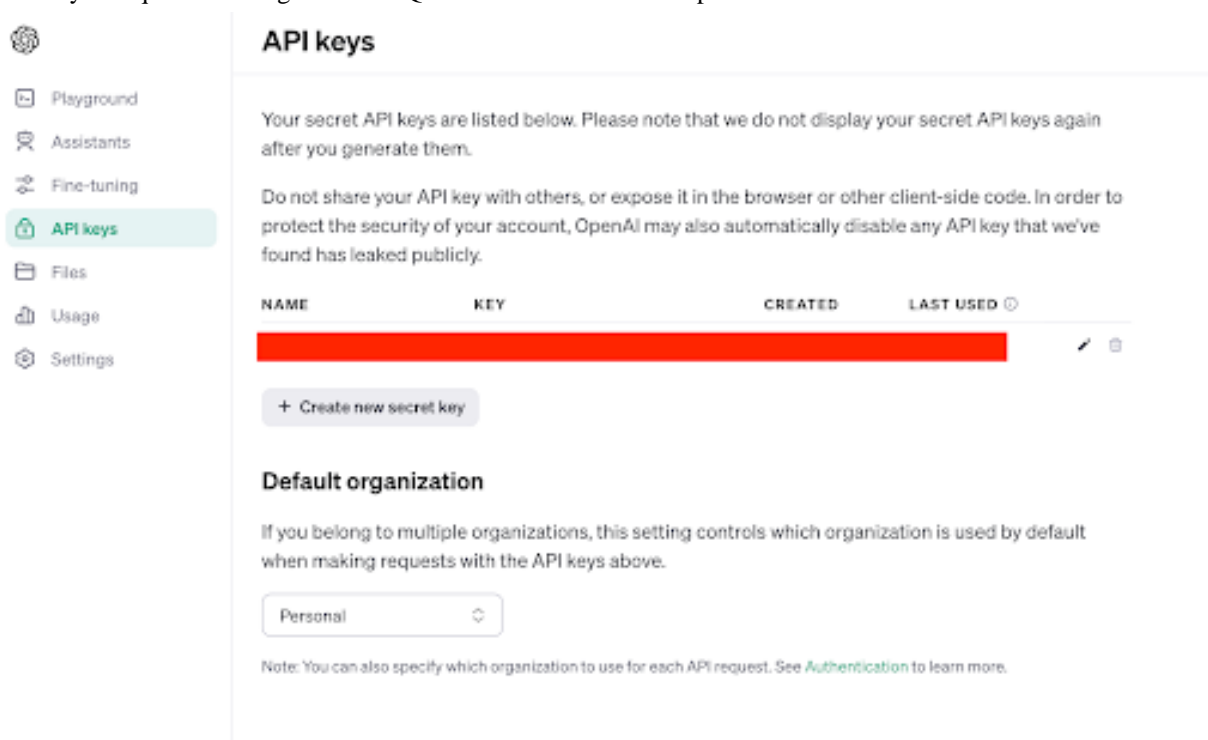 API keys
Playground
Assistants
Fine-tuning
API keys
Files
Usage
Settings
Your secret API keys are listed below. Please note that we do not display your secret API keys again
after you generate them.
Do not share your API key with others, or expose it in the browser or other client-side code. In order to
protect the security of your account, OpenAI may also automatically disable any API key that we've
found has leaked publicly.
NAME KEY CREATED LAST USED
+ Create new secret key
Default organization
If you belong to multiple organizations, this setting controls which organization is used by default
when making requests with the API keys above.
Personal
Note: You can also specify which organization to use for each API request. See Authentication to learn more.